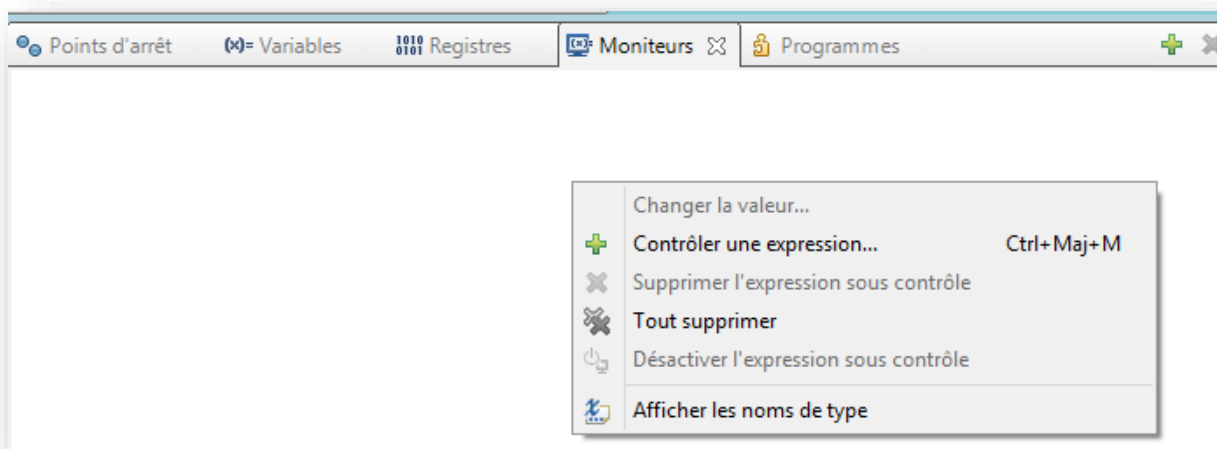 Points d'arrêt (x)= Variables 1010 0101 Registres (x)= Moniteurs Programmes
Changer la valeur...
Contrôler une expression... Ctrl+Maj+M
Supprimer l'expression sous contrôle
Tout supprimer
Désactiver l'expression sous contrôle
Afficher les noms de type